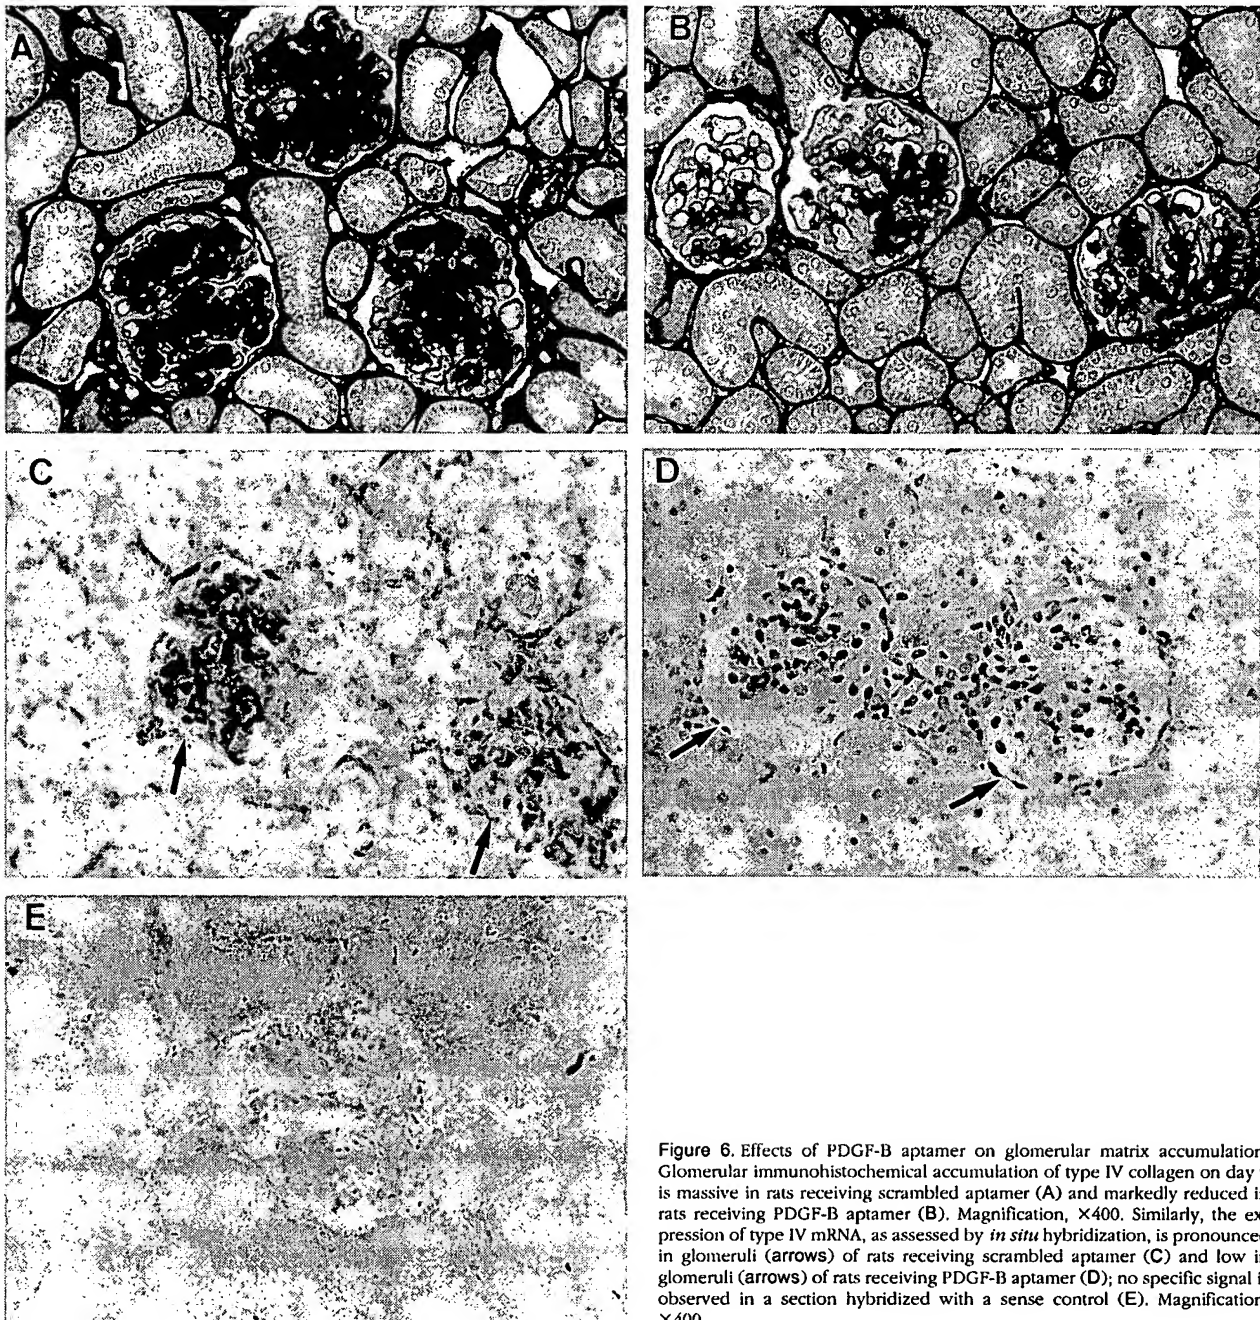 A
B
C
D
E
Figure 6. Effects of PDGF-B aptamer on glomerular matrix accumulation
Glomerular immunohistochemical accumulation of type IV collagen on day
is massive in rats receiving scrambled aptamer (A) and markedly reduced i
rats receiving PDGF-B aptamer (B). Magnification, ×400. Similarly, the ex
pression of type IV mRNA, as assessed by in situ hybridization, is pronounced
in glomeruli (arrows) of rats receiving scrambled aptamer (C) and low i
glomeruli (arrows) of rats receiving PDGF-B aptamer (D); no specific signal i
observed in a section hybridized with a sense control (E). Magnification
×400